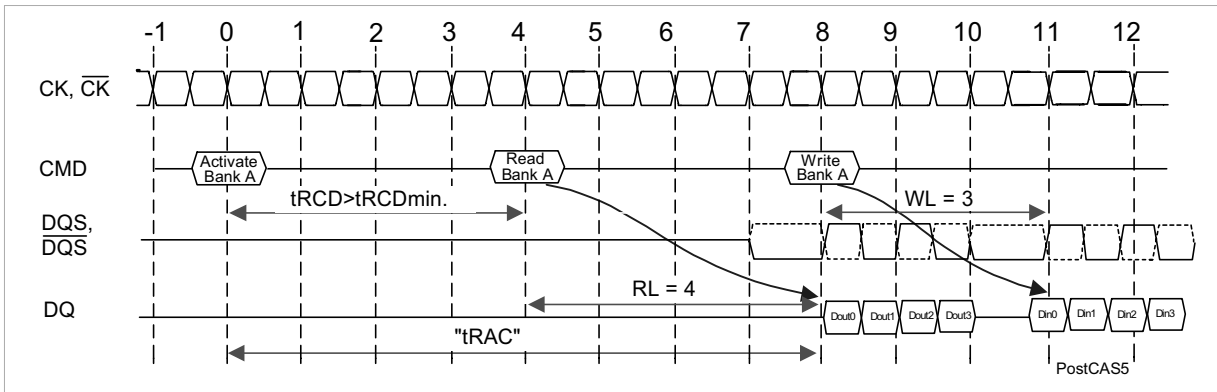 -1 0 1 2 3 4 5 6 7 8 9 10 11 12
CK, CK
CMD
Activate
Bank A
Read
Bank A
Write
Bank A
tRCD>tRCDmin.
WL = 3
DQS,
DQS
RL = 4
DQ
Dout0 Dout1 Dout2 Dout3
Din0 Din1 Din2 Din3
"tRAC"
PostCAS5